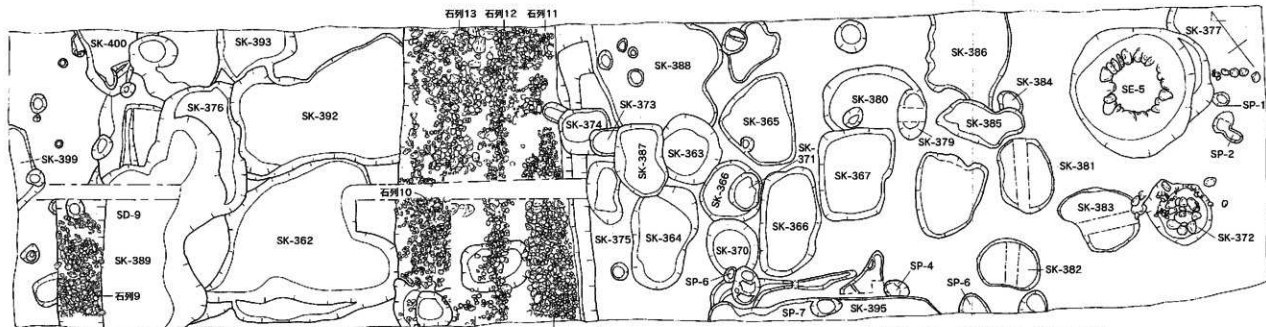 石列13
石列12
石列11
SK-400
SK-393
SK-377
SK-386
SK-388
SK-384
SE-5
SK-376
SK-373
SK-380
SP-1
SK-392
SK-374
SK-365
SK-385
SK-387
SK-363
SK-371
SK-379
SP-2
SK-399
SK-367
SK-381
石列10
SK-366
SD-9
SK-383
SK-362
SK-375
SK-364
SK-366
SK-372
SK-389
SK-370
SK-382
SP-6
SP-4
石列9
SP-7
SK-395
SP-6